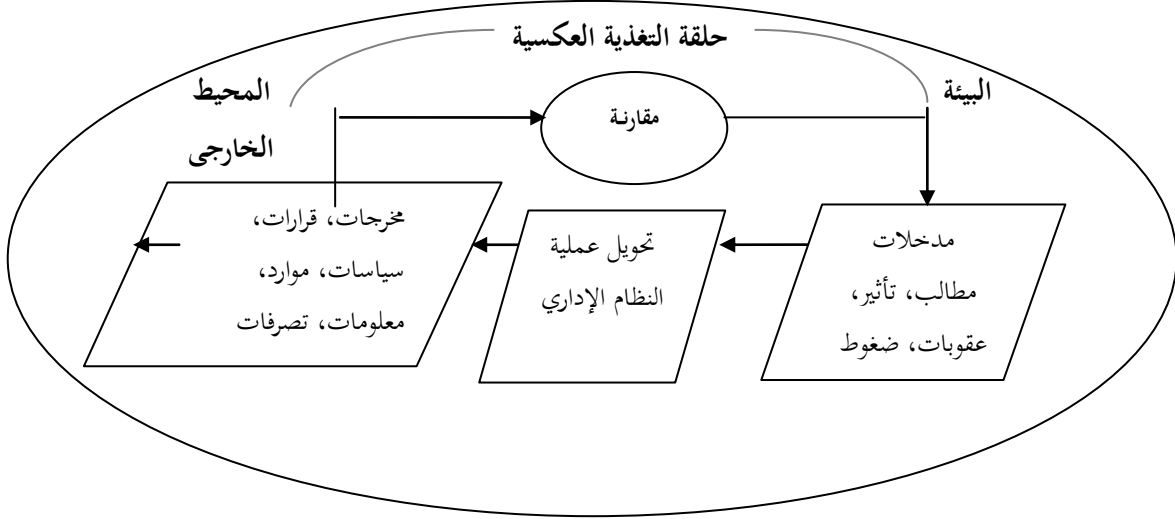 حلقة التغذية العكسية
البيئة
المحيط
الخارجى
مقارنة
مدخلات
مطالب، تأثير،
عقوبات، ضغوط
تحويل عملية
النظام الإداري
مخرجات، قرارات،
سياسات، موارد،
معلومات، تصرفات